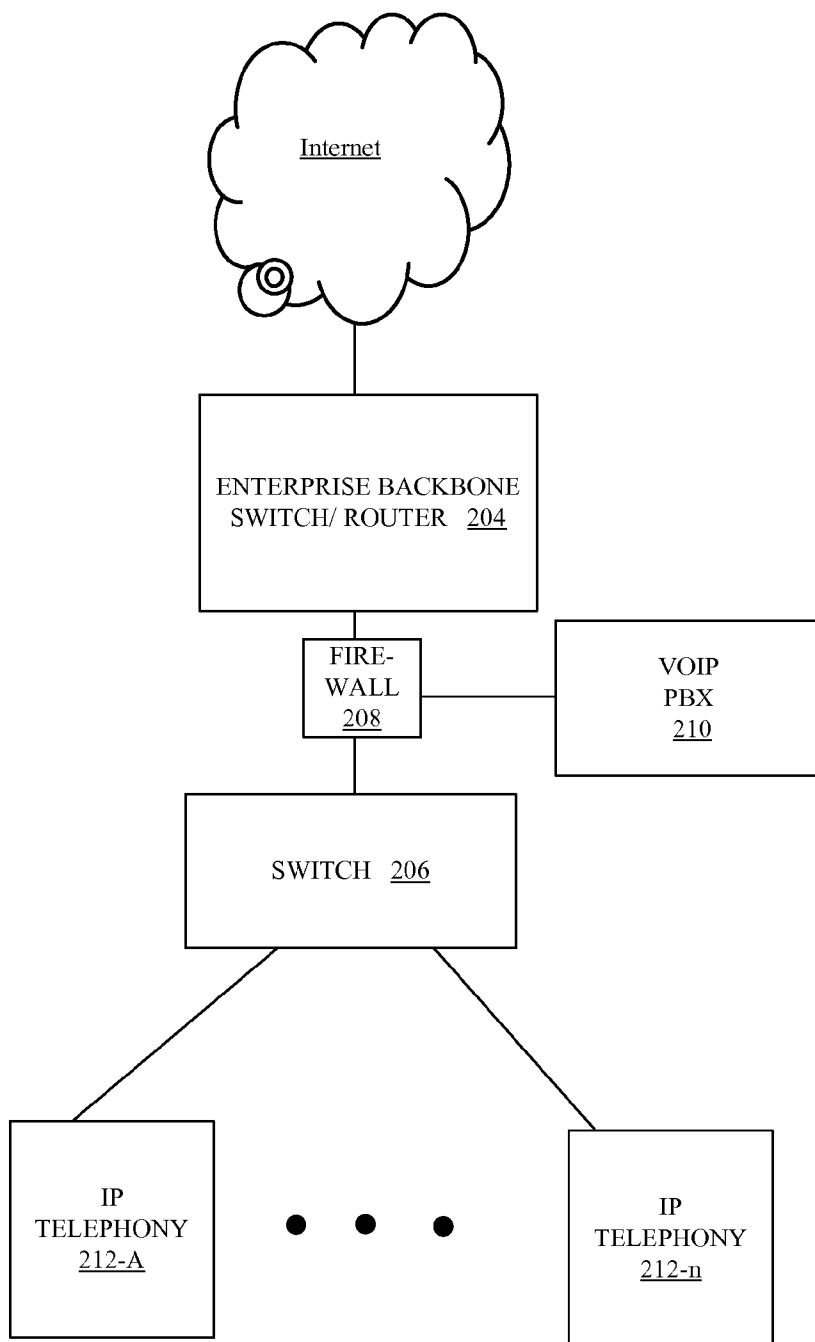 Internet
ENTERPRISE BACKBONE
SWITCH/ ROUTER 204
FIRE-
WALL
208
VOIP
PBX
210
SWITCH 206
IP
TELEPHONY
212-A
IP
TELEPHONY
212-n